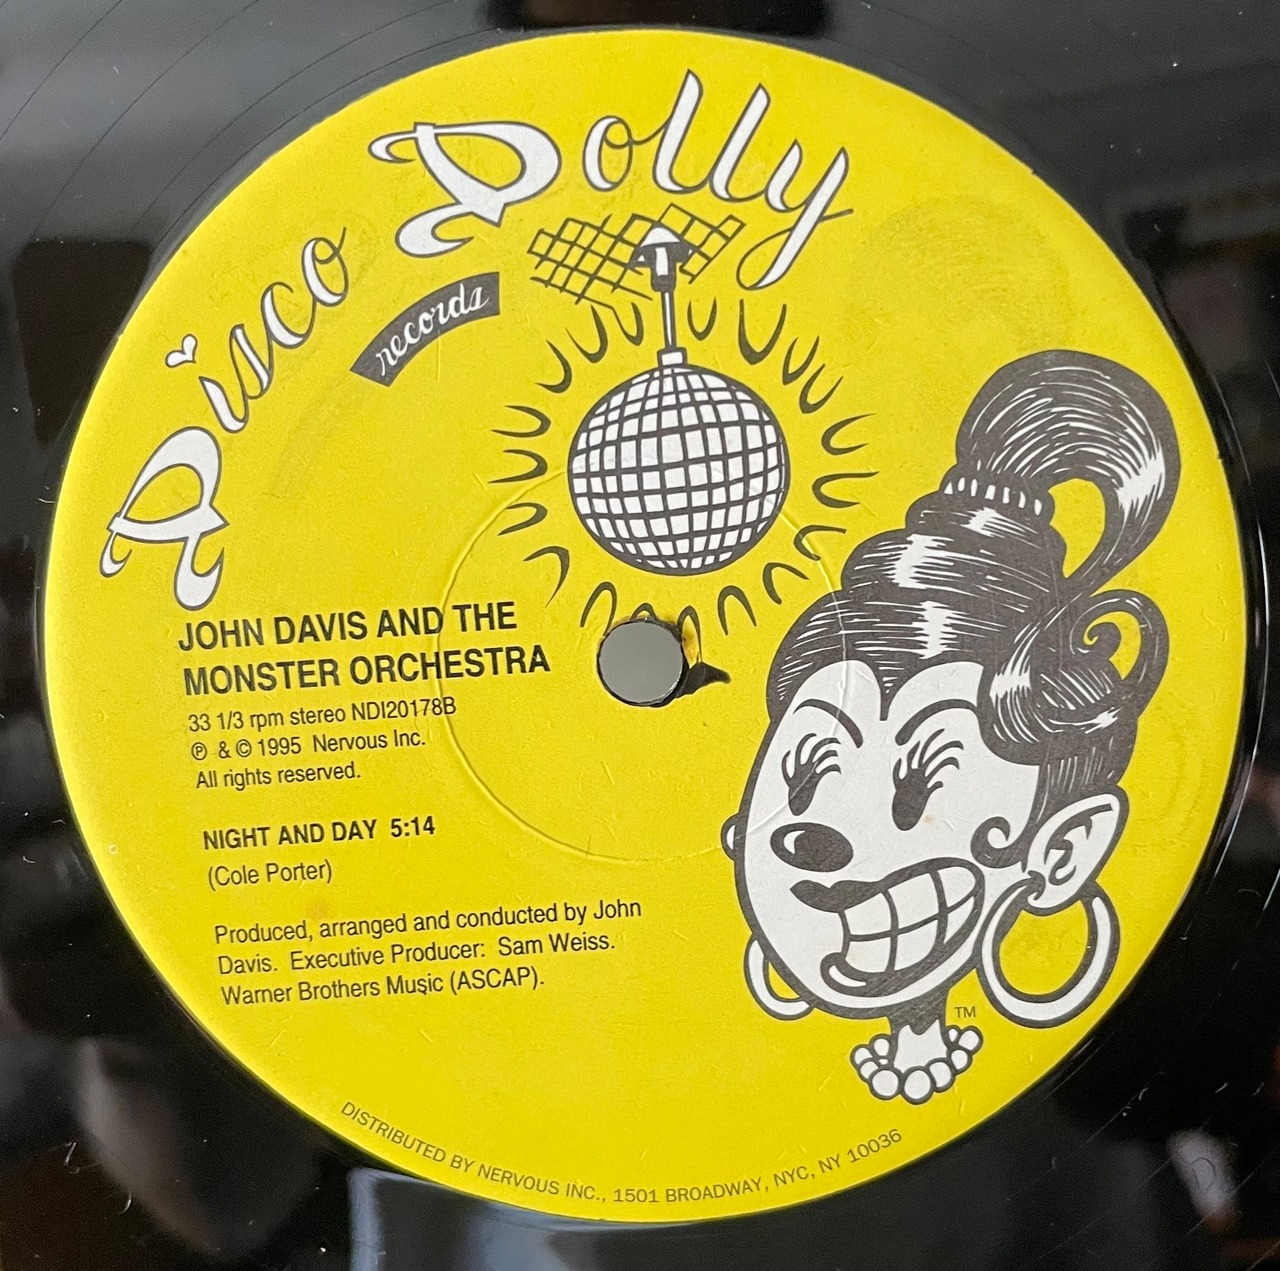 Disco Dolly
records
JOHN DAVIS AND THE
MONSTER ORCHESTRA
33 1/3 rpm stereo NDI20178B
℗ & © 1995 Nervous Inc.
All rights reserved.
NIGHT AND DAY 5:14
(Cole Porter)
Produced, arranged and conducted by John
Davis. Executive Producer: Sam Weiss.
Warner Brothers Music (ASCAP).
TM
DISTRIBUTED BY NERVOUS INC., 1501 BROADWAY, NYC, NY 10036